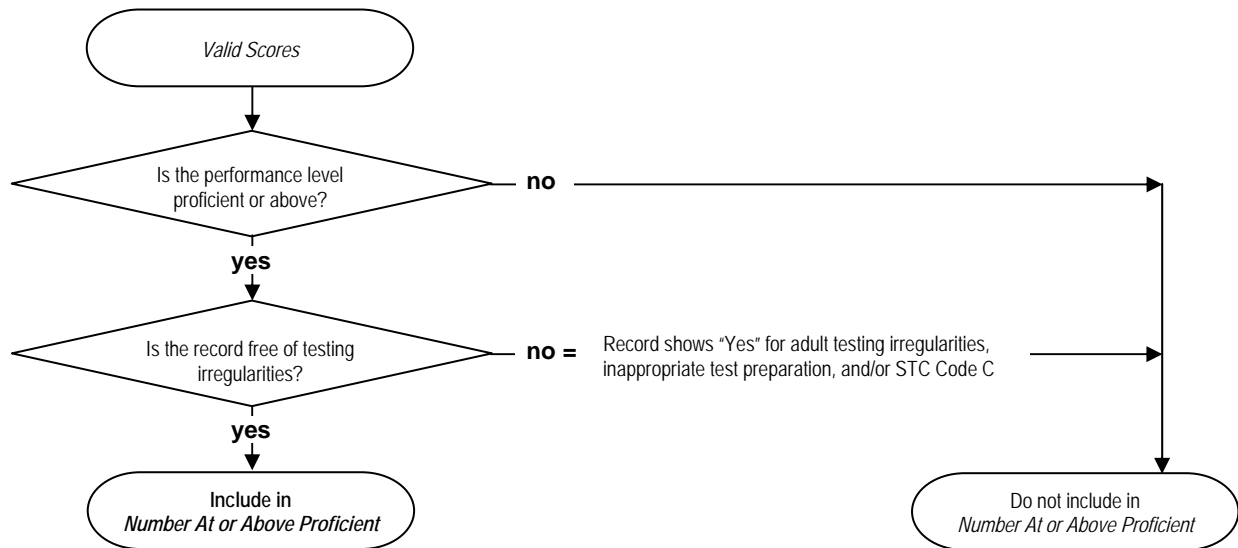 Valid Scores
Is the performance level
proficient or above?
no
yes
Is the record free of testing
irregularities?
no =
Record shows “Yes” for adult testing irregularities,
inappropriate test preparation, and/or STC Code C
yes
Include in
Number At or Above Proficient
Do not include in
Number At or Above Proficient